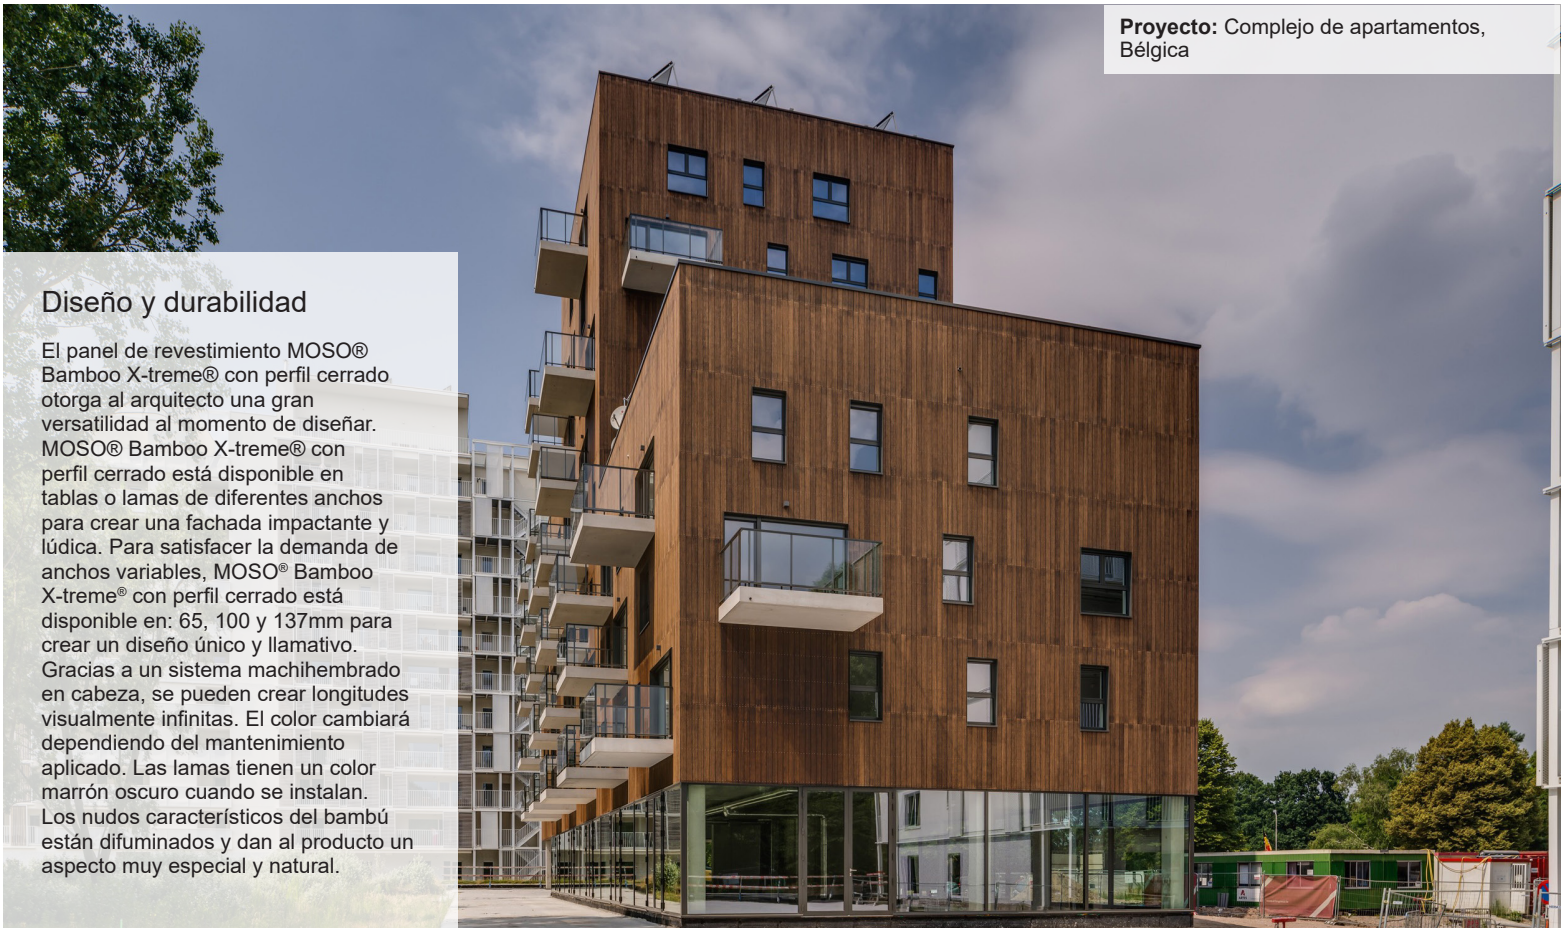 Proyecto: Complejo de apartamentos,
Bélgica
Diseño y durabilidad
El panel de revestimiento MOSO®
Bamboo X-treme® con perfil cerrado
otorga al arquitecto una gran
versatilidad al momento de diseñar.
MOSO® Bamboo X-treme® con
perfil cerrado está disponible en
tablas o lamas de diferentes anchos
para crear una fachada impactante y
lúdica. Para satisfacer la demanda de
anchos variables, MOSO® Bamboo
X-treme® con perfil cerrado está
disponible en: 65, 100 y 137mm para
crear un diseño único y llamativo.
Gracias a un sistema machihembrado
en cabeza, se pueden crear longitudes
visualmente infinitas. El color cambiará
dependiendo del mantenimiento
aplicado. Las lamas tienen un color
marrón oscuro cuando se instalan.
Los nudos característicos del bambú
están difuminados y dan al producto un
aspecto muy especial y natural.